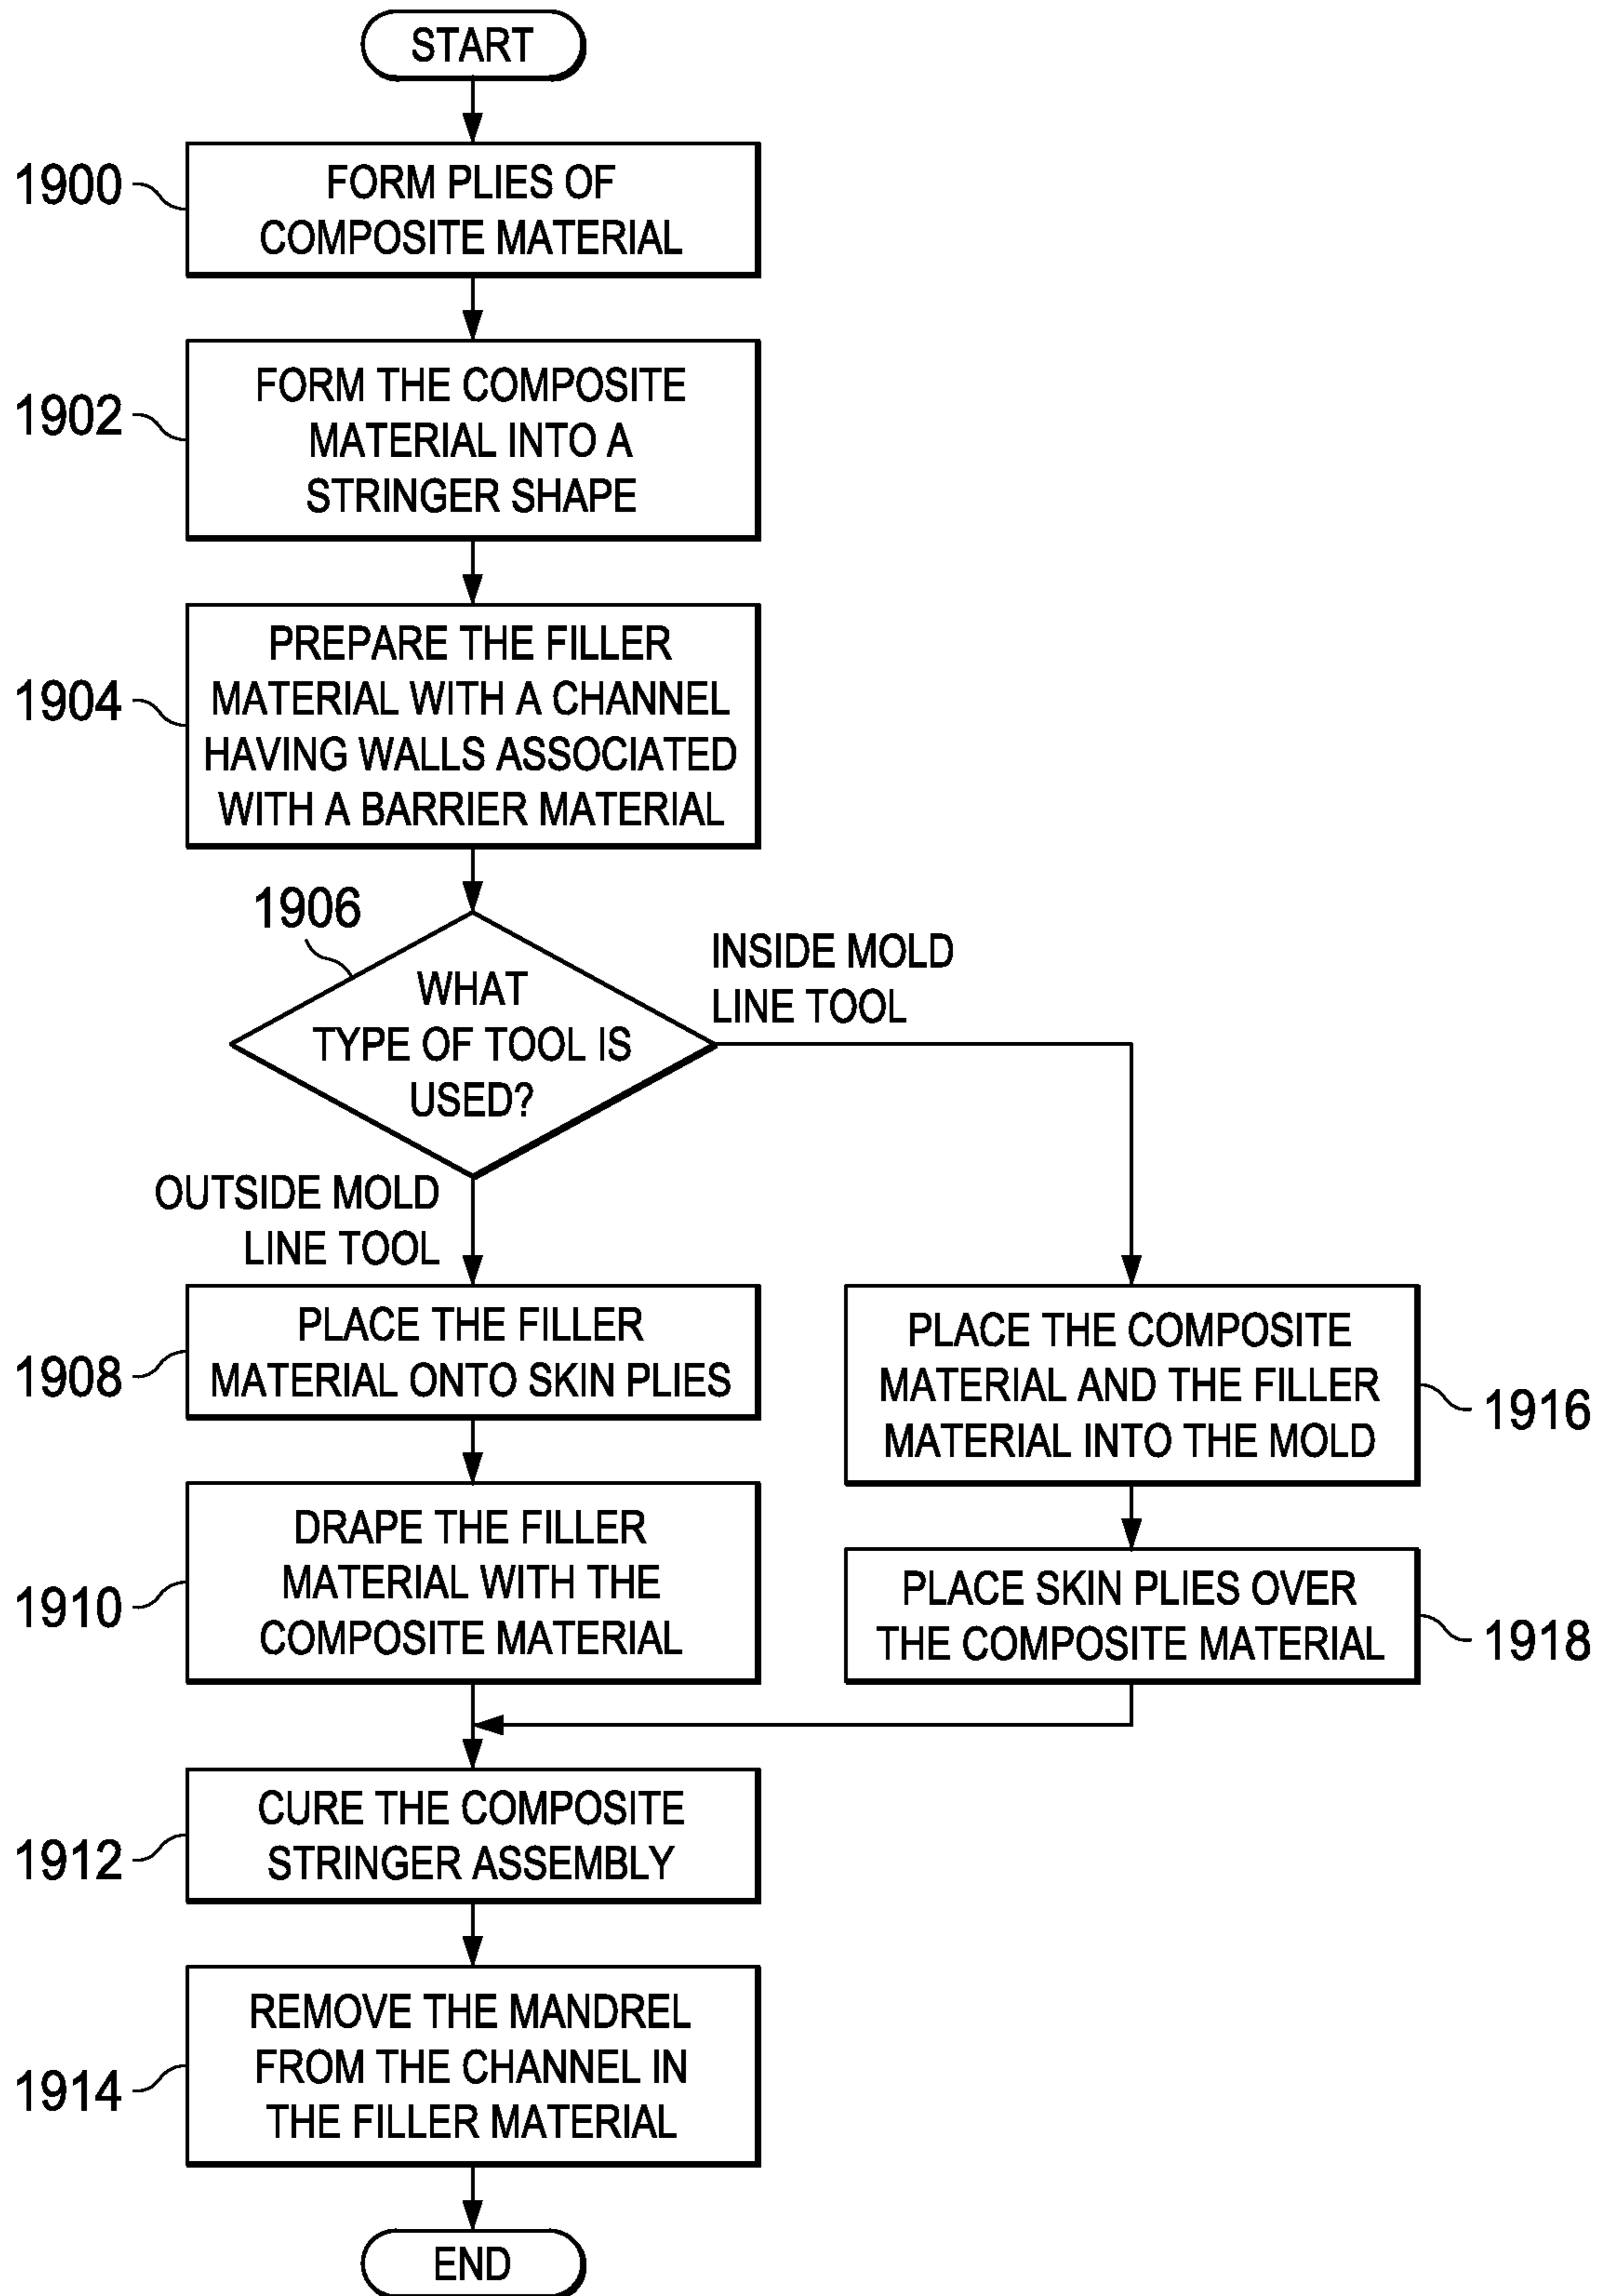 START
1900
FORM PLIES OF
COMPOSITE MATERIAL
1902
FORM THE COMPOSITE
MATERIAL INTO A
STRINGER SHAPE
1904
PREPARE THE FILLER
MATERIAL WITH A CHANNEL
HAVING WALLS ASSOCIATED
WITH A BARRIER MATERIAL
1906
WHAT
TYPE OF TOOL IS
USED?
INSIDE MOLD
LINE TOOL
OUTSIDE MOLD
LINE TOOL
1908
PLACE THE FILLER
MATERIAL ONTO SKIN PLIES
1910
DRAPE THE FILLER
MATERIAL WITH THE
COMPOSITE MATERIAL
PLACE THE COMPOSITE
MATERIAL AND THE FILLER
MATERIAL INTO THE MOLD
1916
PLACE SKIN PLIES OVER
THE COMPOSITE MATERIAL
1918
1912
CURE THE COMPOSITE
STRINGER ASSEMBLY
1914
REMOVE THE MANDREL
FROM THE CHANNEL IN
THE FILLER MATERIAL
END